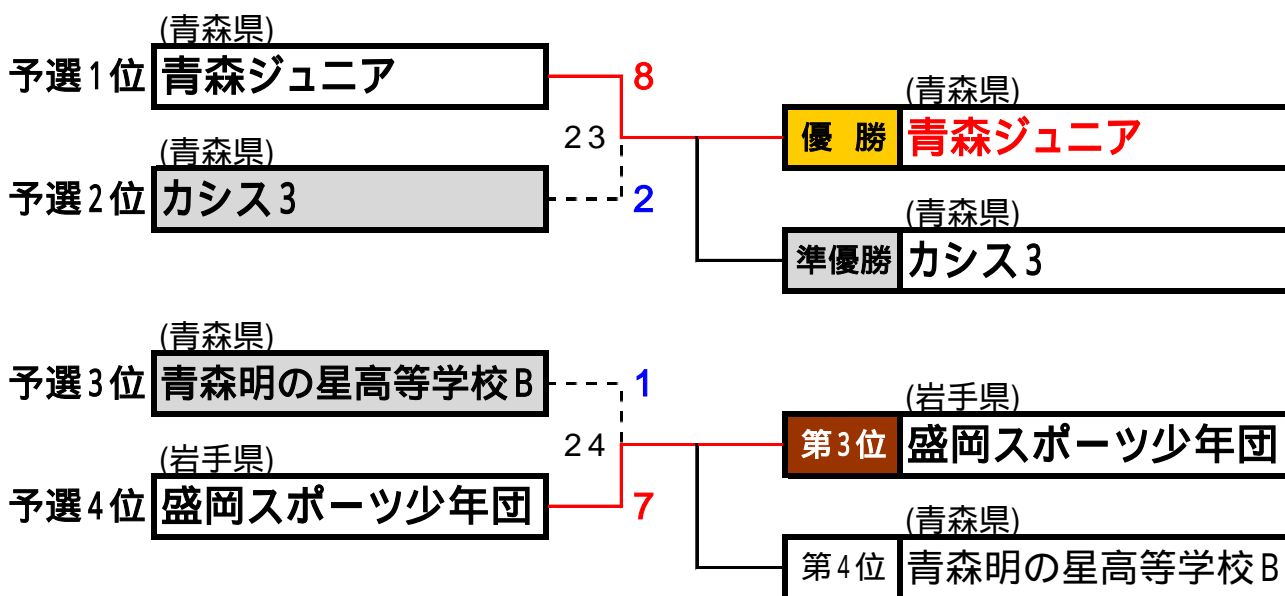 (青森県)
予選1位 青森ジュニア 8
(青森県)
優 勝 青森ジュニア
23
(青森県)
予選2位 カシス3 2
(青森県)
準優勝 カシス3
(青森県)
予選3位 青森明の星高等学校B 1
(岩手県)
第3位 盛岡スポーツ少年団
24
(岩手県)
予選4位 盛岡スポーツ少年団 7
(青森県)
第4位 青森明の星高等学校B